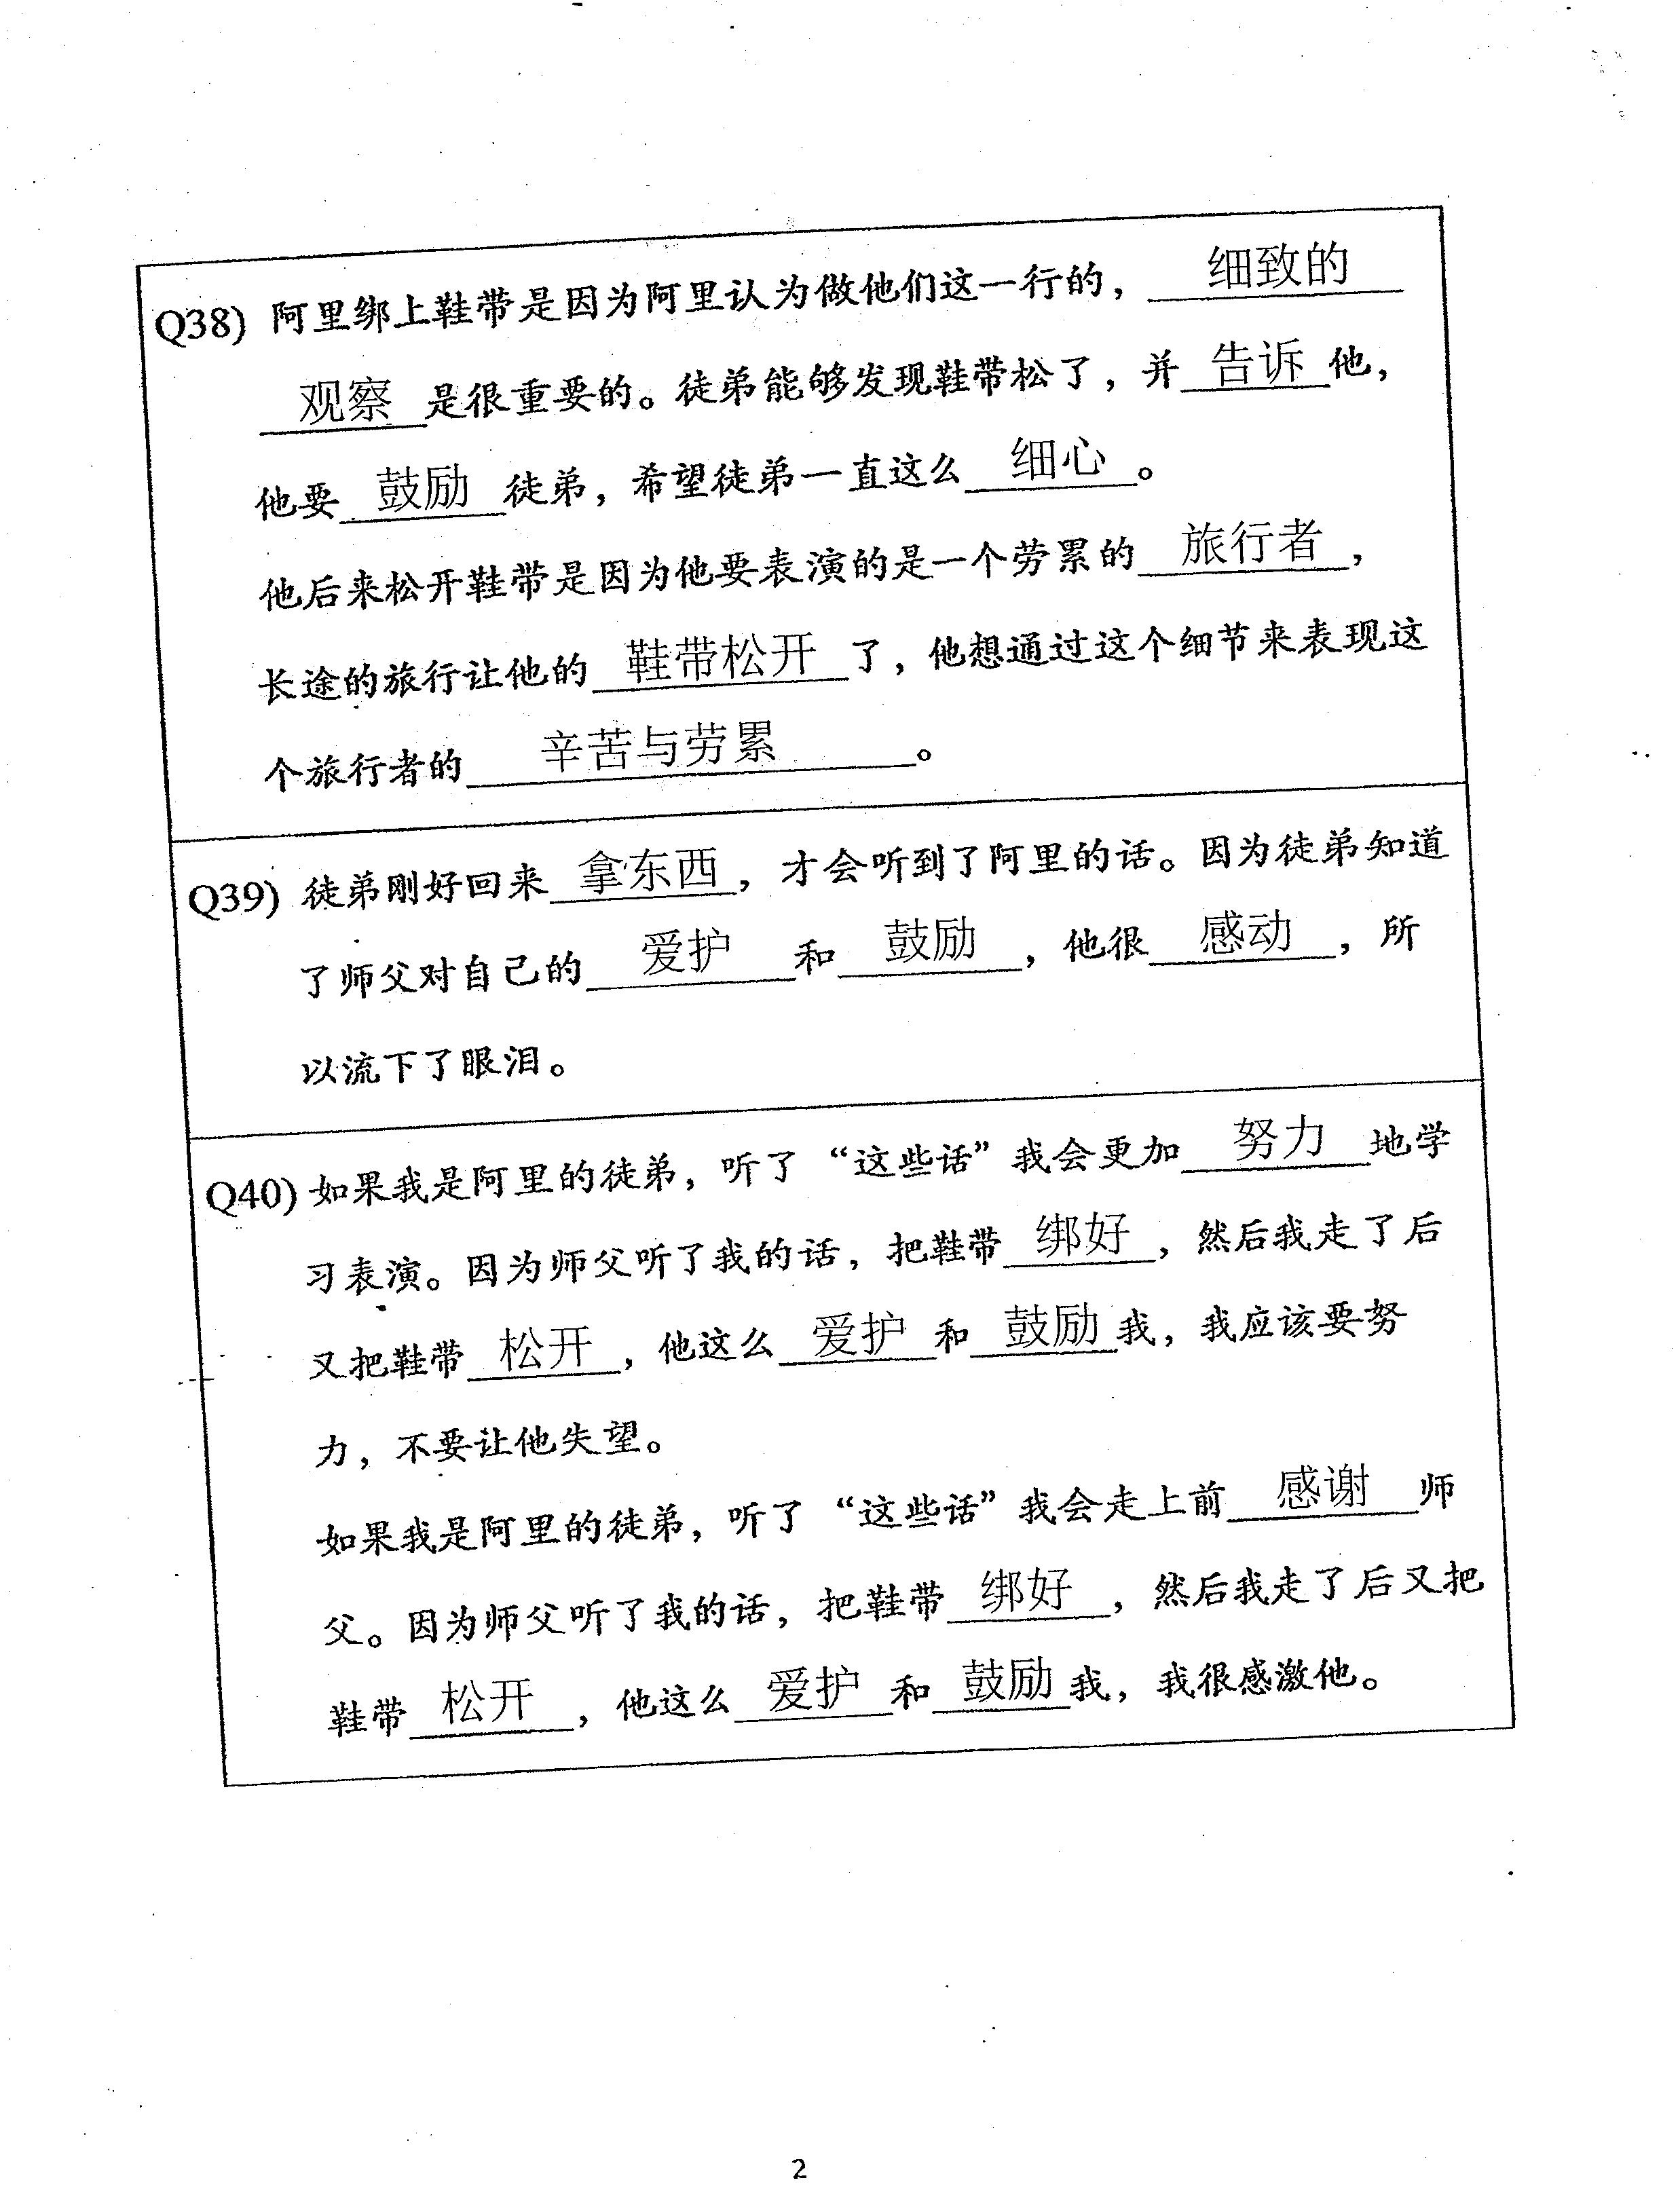 Q38) 阿里绑上鞋带是因为阿里认为做他们这一行的，细致的
观察是很重要的。徒弟能够发现鞋带松了，并告诉他，
他要鼓励徒弟，希望徒弟一直这么细心。
他后来松开鞋带是因为他要表演的是一个劳累的旅行者，
长途的旅行让他的鞋带松开了，他想通过这个细节来表现这
个旅行者的辛苦与劳累。
Q39) 徒弟刚好回来拿东西，才会听到了阿里的话。因为徒弟知道
了师父对自己的爱护和鼓励，他很感动，所
以流下了眼泪。
Q40) 如果我是阿里的徒弟，听了“这些话”我会更加努力地学
习表演。因为师父听了我的话，把鞋带绑好，然后我走了后
又把鞋带松开，他这么爱护和鼓励我，我应该要努
力，不要让他失望。
如果我是阿里的徒弟，听了“这些话”我会走上前感谢师
父。因为师父听了我的话，把鞋带绑好，然后我走了后又把
鞋带松开，他这么爱护和鼓励我，我很感激他。
2